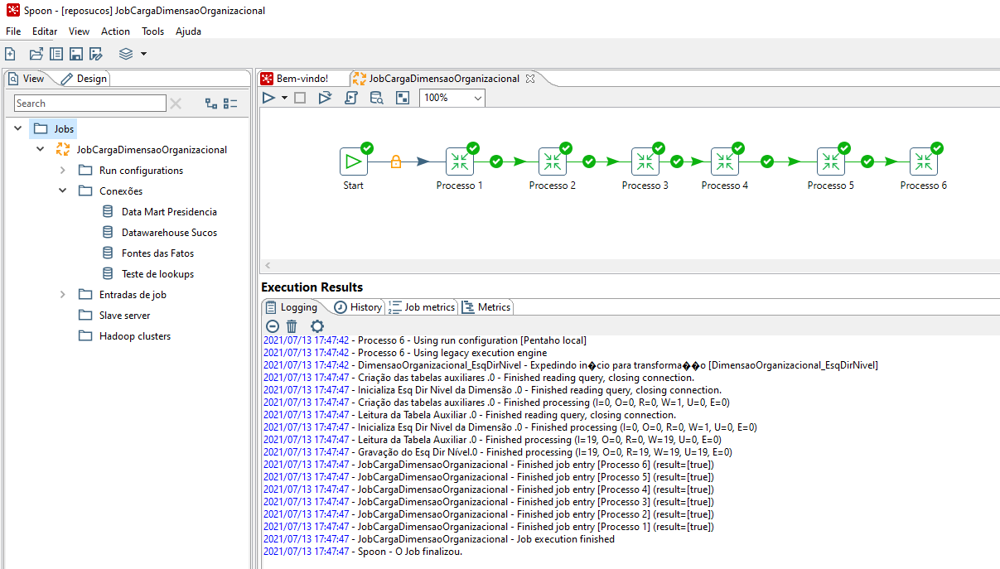 Spoon - [reposucos] JobCargaDimensaoOrganizacional
File Editar View Action Tools Ajuda
View Design
Search
Jobs
JobCargaDimensaoOrganizacional
Run configurations
Conexões
Data Mart Presidencia
Datawarehouse Sucos
Fontes das Fatos
Teste de lookups
Entradas de job
Slave server
Hadoop clusters
Bem-vindo! JobCargaDimensaoOrganizacional
100%
Start Processo 1 Processo 2 Processo 3 Processo 4 Processo 5 Processo 6
Execution Results
Logging History Job metrics Metrics
2021/07/13 17:47:42 - Processo 6 - Using run configuration [Pentaho local]
2021/07/13 17:47:42 - Processo 6 - Using legacy execution engine
2021/07/13 17:47:42 - DimensaoOrganizacional_EsqDirNivel - Expedindo in�cio para transforma��o [DimensaoOrganizacional_EsqDirNivel]
2021/07/13 17:47:47 - Criação das tabelas auxiliares .0 - Finished reading query, closing connection.
2021/07/13 17:47:47 - Inicializa Esq Dir Nivel da Dimensão .0 - Finished reading query, closing connection.
2021/07/13 17:47:47 - Criação das tabelas auxiliares .0 - Finished processing (I=0, O=0, R=0, W=1, U=0, E=0)
2021/07/13 17:47:47 - Leitura da Tabela Auxiliar .0 - Finished reading query, closing connection.
2021/07/13 17:47:47 - Inicializa Esq Dir Nivel da Dimensão .0 - Finished processing (I=0, O=0, R=0, W=1, U=0, E=0)
2021/07/13 17:47:47 - Leitura da Tabela Auxiliar .0 - Finished processing (I=19, O=0, R=0, W=19, U=0, E=0)
2021/07/13 17:47:47 - Gravação do Esq Dir Nível.0 - Finished processing (I=19, O=0, R=19, W=19, U=19, E=0)
2021/07/13 17:47:47 - JobCargaDimensaoOrganizacional - Finished job entry [Processo 6] (result=[true])
2021/07/13 17:47:47 - JobCargaDimensaoOrganizacional - Finished job entry [Processo 5] (result=[true])
2021/07/13 17:47:47 - JobCargaDimensaoOrganizacional - Finished job entry [Processo 4] (result=[true])
2021/07/13 17:47:47 - JobCargaDimensaoOrganizacional - Finished job entry [Processo 3] (result=[true])
2021/07/13 17:47:47 - JobCargaDimensaoOrganizacional - Finished job entry [Processo 2] (result=[true])
2021/07/13 17:47:47 - JobCargaDimensaoOrganizacional - Finished job entry [Processo 1] (result=[true])
2021/07/13 17:47:47 - JobCargaDimensaoOrganizacional - Job execution finished
2021/07/13 17:47:47 - Spoon - O Job finalizou.